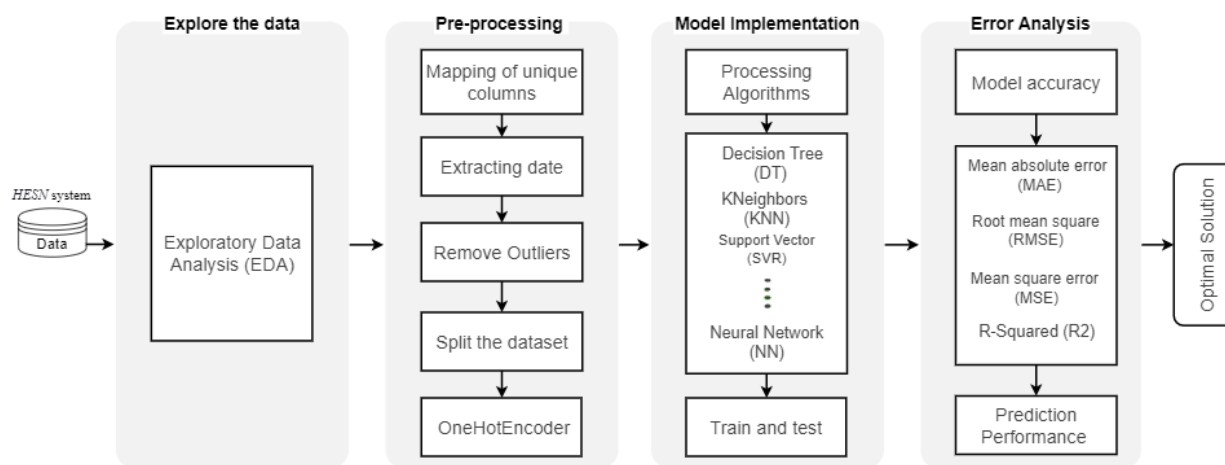 Explore the data
Pre-processing
Model Implementation
Error Analysis
HESN system
Data
Exploratory Data
Analysis (EDA)
Mapping of unique
columns
Extracting date
Remove Outliers
Split the dataset
OneHotEncoder
Processing
Algorithms
Decision Tree
(DT)
KNeighbors
(KNN)
Support Vector
(SVR)
Neural Network
(NN)
Train and test
Model accuracy
Mean absolute error
(MAE)
Root mean square
(RMSE)
Mean square error
(MSE)
R-Squared (R2)
Prediction
Performance
Optimal Solution